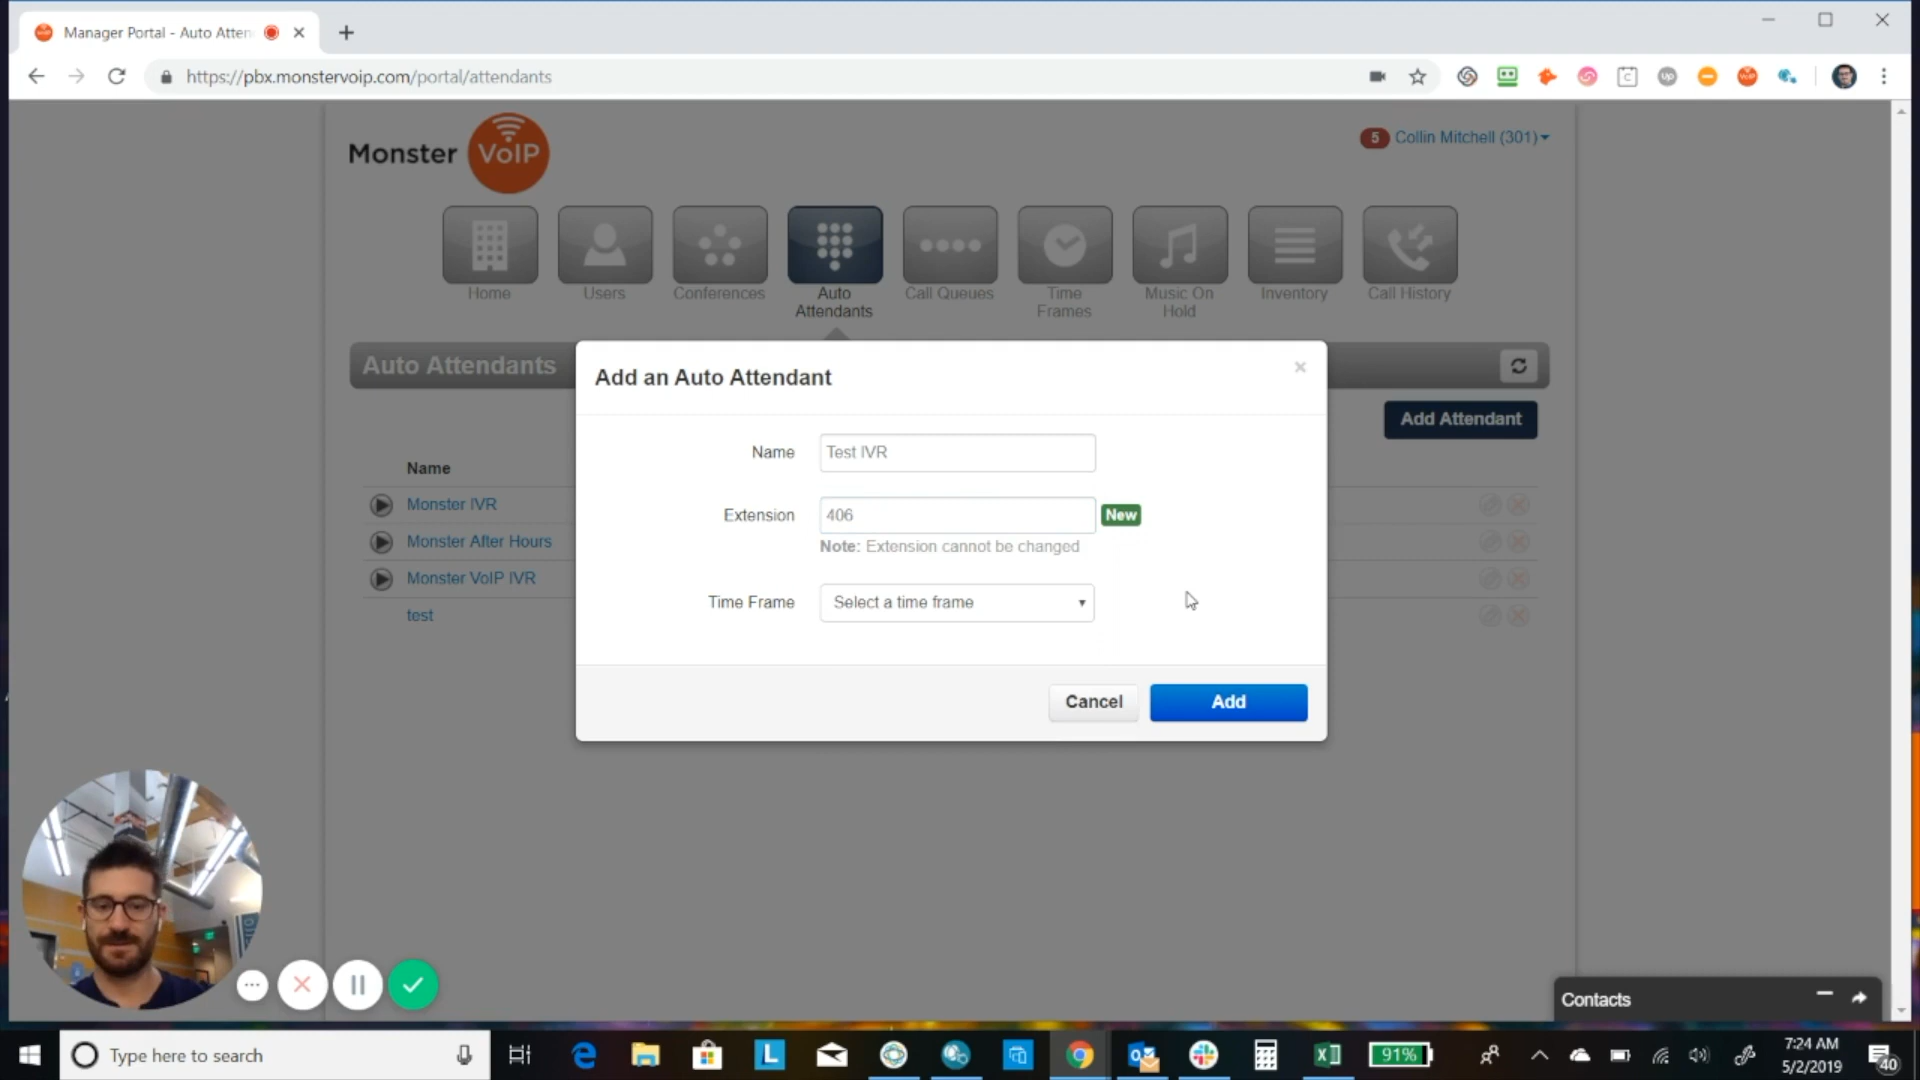 Manager Portal - Auto Atten
https://pbx.monstervoip.com/portal/attendants
Monster VoIP
5 Collin Mitchell (301)
Home
Users
Conferences
Auto Attendants
Call Queues
Time Frames
Music On Hold
Inventory
Call History
Auto Attendants
Add Attendant
Name
Monster IVR
Monster After Hours
Monster VoIP IVR
test
Add an Auto Attendant
×
Name Test IVR
Extension 406 New
Note: Extension cannot be changed
Time Frame Select a time frame
Cancel Add
Contacts
Type here to search
91%
7:24 AM
5/2/2019
40